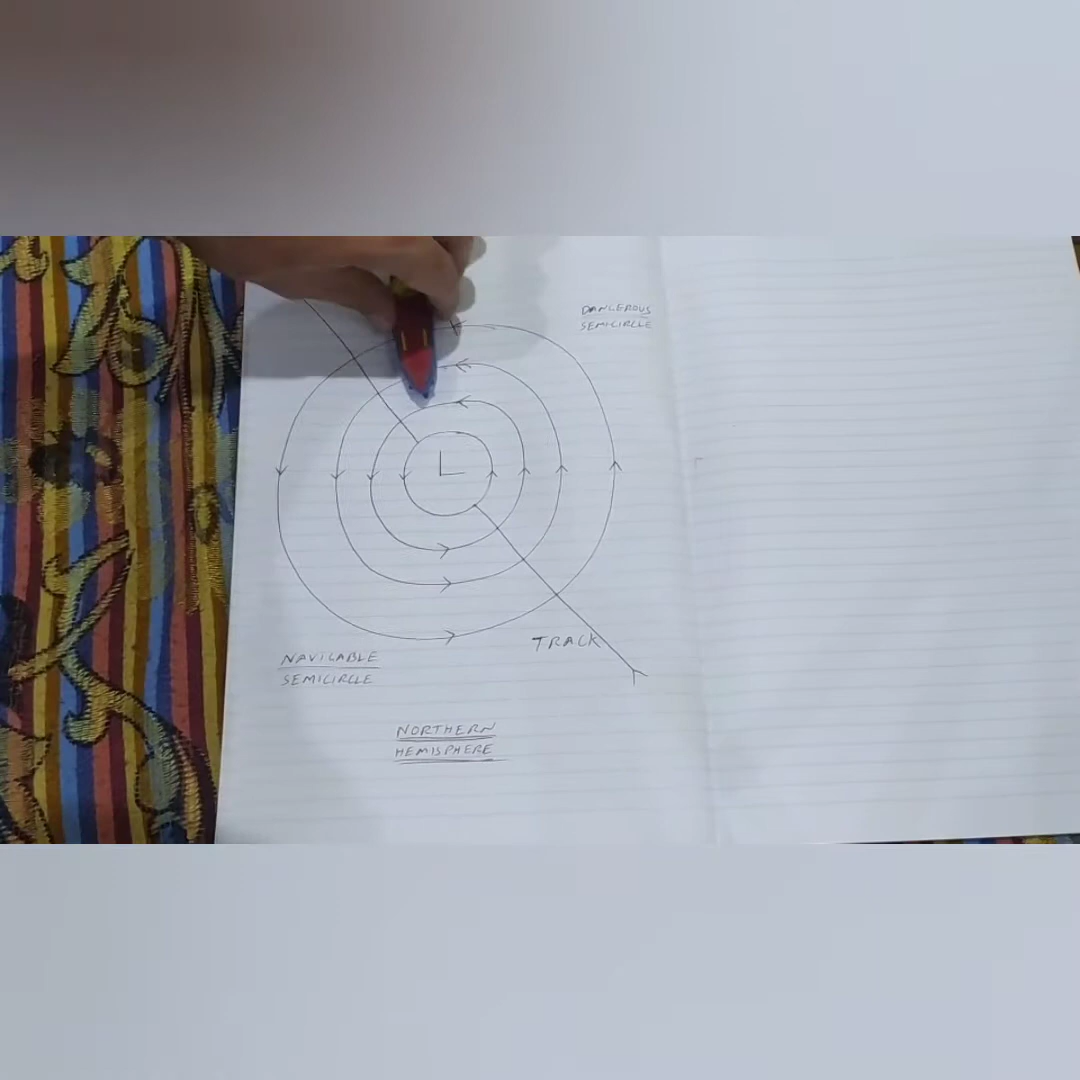 DANGEROUS
SEMICIRCLE
L
TRACK
NAVIGABLE
SEMICIRCLE
NORTHERN
HEMISPHERE